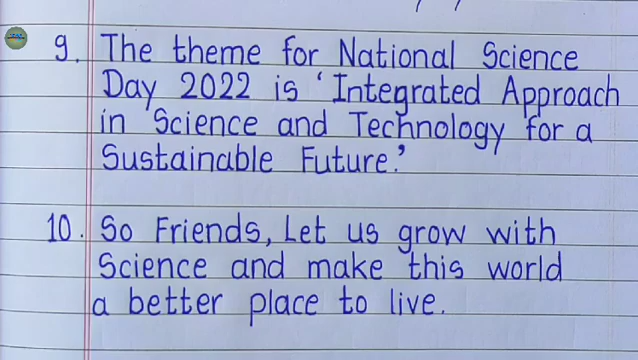 9. The theme for National Science
Day 2022 is 'Integrated Approach
in Science and Technology for a
Sustainable Future.'
10. So Friends, Let us grow with
Science and make this world
a better place to live.